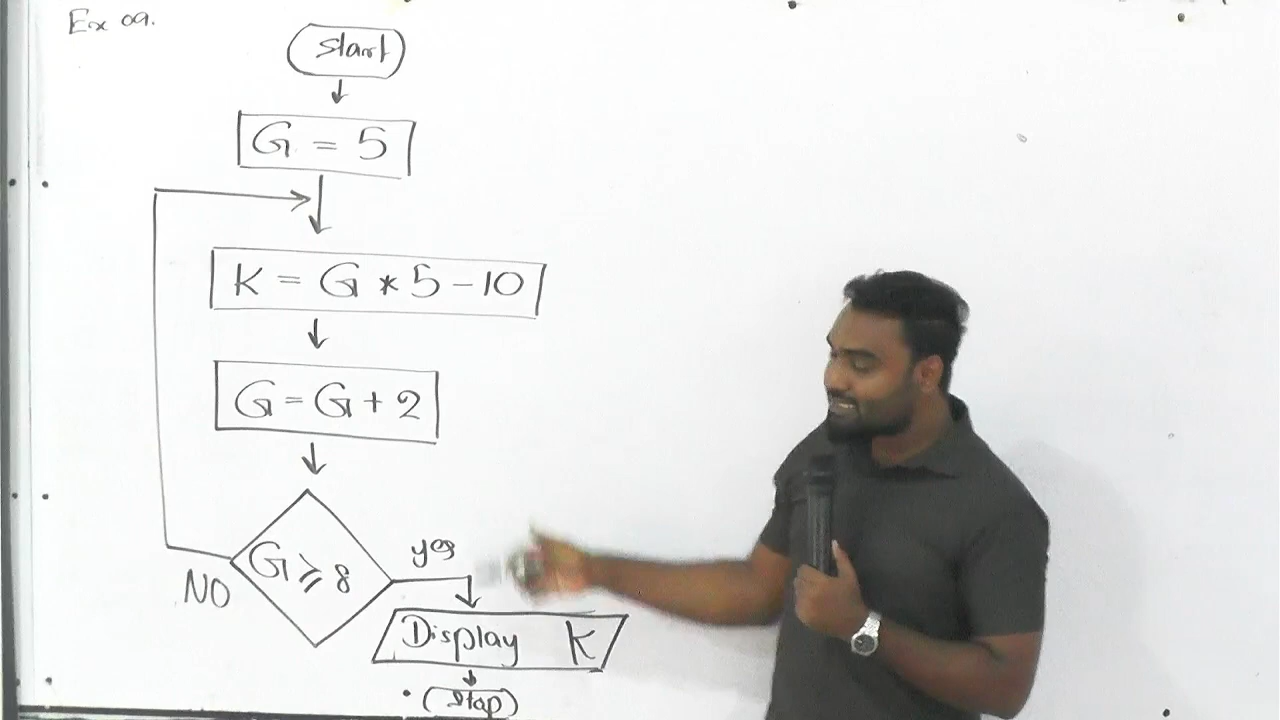 Ex 09.
Start
G = 5
K = G * 5 - 10
G = G + 2
G ≥ 8
yes
NO
Display K
Stop